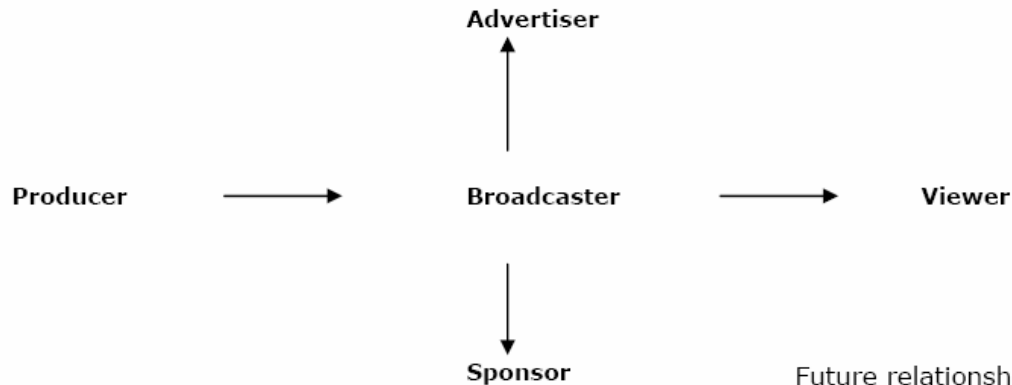 Advertiser
Producer Broadcaster Viewer
Sponsor
Future relationsh